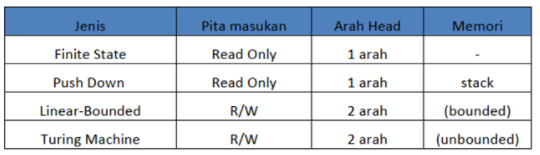 Jenis Pita masukan Arah Head Memori
Finite State Read Only 1 arah -
Push Down Read Only 1 arah stack
Linear-Bounded R/W 2 arah (bounded)
Turing Machine R/W 2 arah (unbounded)